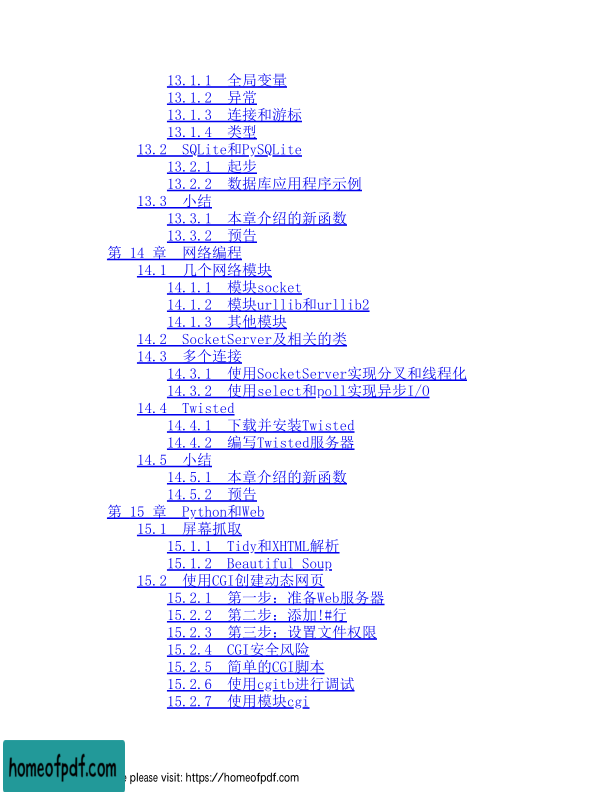 13.1.1 全局变量
13.1.2 异常
13.1.3 连接和游标
13.1.4 类型
13.2 SQLite和PySQLite
13.2.1 起步
13.2.2 数据库应用程序示例
13.3 小结
13.3.1 本章介绍的新函数
13.3.2 预告
第 14 章 网络编程
14.1 几个网络模块
14.1.1 模块socket
14.1.2 模块urllib和urllib2
14.1.3 其他模块
14.2 SocketServer及相关的类
14.3 多个连接
14.3.1 使用SocketServer实现分叉和线程化
14.3.2 使用select和poll实现异步I/O
14.4 Twisted
14.4.1 下载并安装Twisted
14.4.2 编写Twisted服务器
14.5 小结
14.5.1 本章介绍的新函数
14.5.2 预告
第 15 章 Python和Web
15.1 屏幕抓取
15.1.1 Tidy和XHTML解析
15.1.2 Beautiful Soup
15.2 使用CGI创建动态网页
15.2.1 第一步：准备Web服务器
15.2.2 第二步：添加!#行
15.2.3 第三步：设置文件权限
15.2.4 CGI安全风险
15.2.5 简单的CGI脚本
15.2.6 使用cgitb进行调试
15.2.7 使用模块cgi
homeofpdf.com
please visit: https://homeofpdf.com